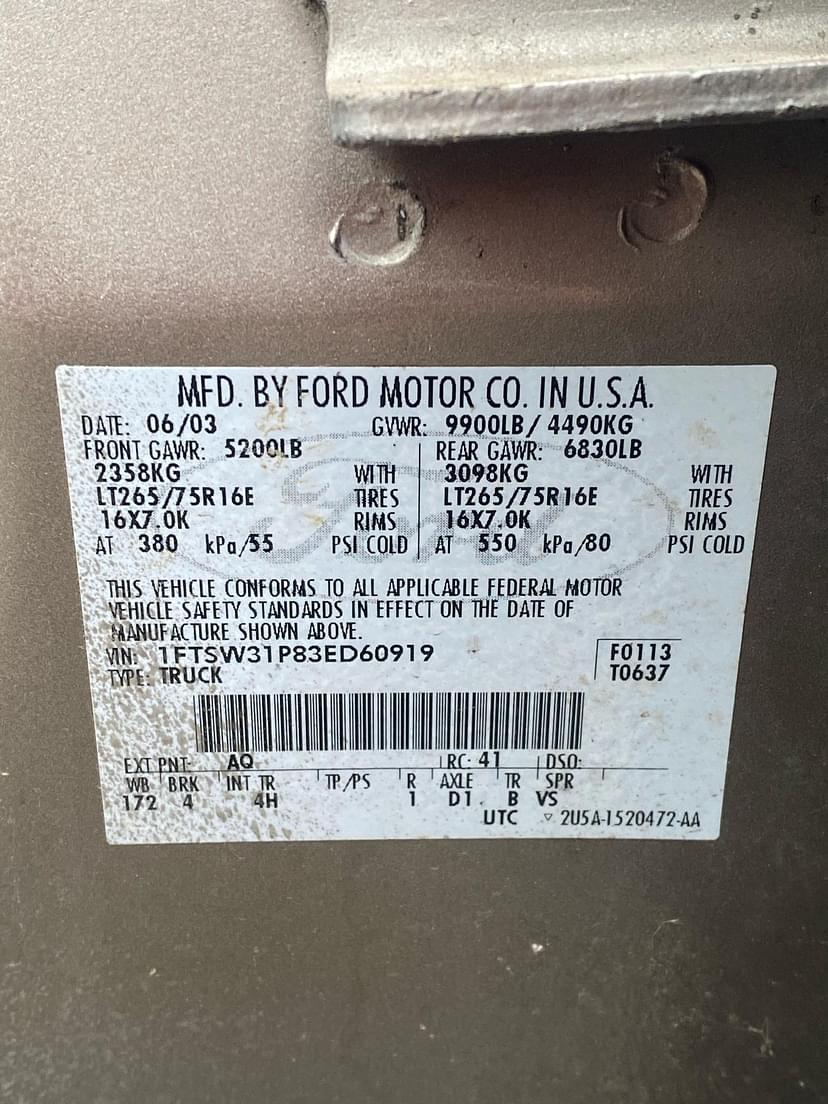 MFD. BY FORD MOTOR CO. IN U.S.A.
DATE: 06/03 GVWR: 9900LB/ 4490KG
FRONT GAWR: 5200LB REAR GAWR: 6830LB
2358KG WITH 3098KG WITH
LT265/75R16E TIRES LT265/75R16E TIRES
16X7.0K RIMS 16X7.0K RIMS
AT 380 kPa/55 PSI COLD AT 550 kPa/80 PSI COLD
THIS VEHICLE CONFORMS TO ALL APPLICABLE FEDERAL MOTOR
VEHICLE SAFETY STANDARDS IN EFFECT ON THE DATE OF
MANUFACTURE SHOWN ABOVE.
VIN: 1FTSW31P83ED60919 F0113
TYPE: TRUCK T0637
EXT PNT: AQ RC: 41 DSO:
WB BRK INT TR TP/PS R AXLE TR SPR
172 4 4H 1 D1 B VS
UTC ▽ 2U5A-1520472-AA
Ford